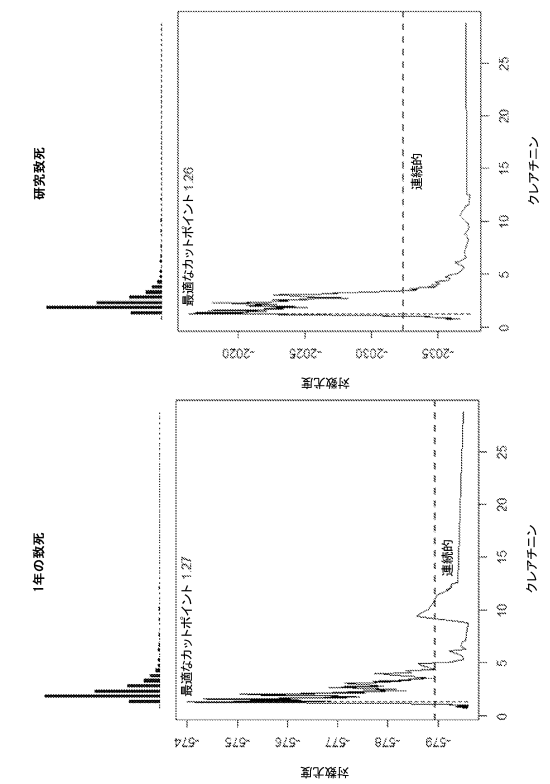 1年の致死
最適なカットポイント 1.27
連続的
対数尤度
-574
-575
-576
-577
-578
-579
0
5
10
15
20
25
クレアチニン
研究致死
最適なカットポイント 1.26
連続的
対数尤度
-2020
-2025
-2030
-2035
0
5
10
15
20
25
クレアチニン